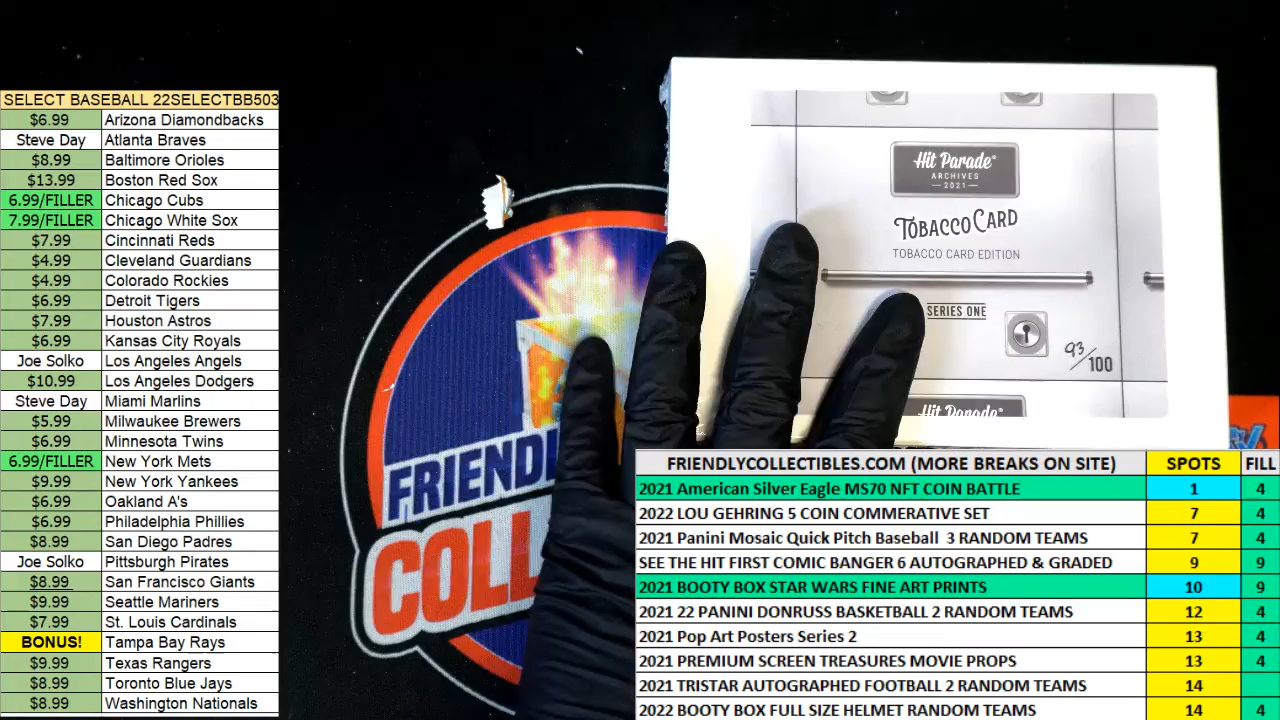 SELECT BASEBALL 22SELECTBB503
$6.99 Arizona Diamondbacks
Steve Day Atlanta Braves
$8.99 Baltimore Orioles
$13.99 Boston Red Sox
6.99/FILLER Chicago Cubs
7.99/FILLER Chicago White Sox
$7.99 Cincinnati Reds
$4.99 Cleveland Guardians
$4.99 Colorado Rockies
$6.99 Detroit Tigers
$7.99 Houston Astros
$6.99 Kansas City Royals
Joe Solko Los Angeles Angels
$10.99 Los Angeles Dodgers
Steve Day Miami Marlins
$5.99 Milwaukee Brewers
$6.99 Minnesota Twins
6.99/FILLER New York Mets
$9.99 New York Yankees
$6.99 Oakland A's
$6.99 Philadelphia Phillies
$8.99 San Diego Padres
Joe Solko Pittsburgh Pirates
$8.99 San Francisco Giants
$9.99 Seattle Mariners
$7.99 St. Louis Cardinals
BONUS! Tampa Bay Rays
$9.99 Texas Rangers
$8.99 Toronto Blue Jays
$8.99 Washington Nationals
FRIENDL
COLL
Hit Parade®
ARCHIVES
2021
TOBACCO CARD
TOBACCO CARD EDITION
SERIES ONE
93/100
Hit Parade®
FRIENDLYCOLLECTIBLES.COM (MORE BREAKS ON SITE) SPOTS FILL
2021 American Silver Eagle MS70 NFT COIN BATTLE 1 4
2022 LOU GEHRING 5 COIN COMMERATIVE SET 7 4
2021 Panini Mosaic Quick Pitch Baseball 3 RANDOM TEAMS 7 4
SEE THE HIT FIRST COMIC BANGER 6 AUTOGRAPHED & GRADED 9 9
2021 BOOTY BOX STAR WARS FINE ART PRINTS 10 9
2021 22 PANINI DONRUSS BASKETBALL 2 RANDOM TEAMS 12 4
2021 Pop Art Posters Series 2 13 4
2021 PREMIUM SCREEN TREASURES MOVIE PROPS 13 4
2021 TRISTAR AUTOGRAPHED FOOTBALL 2 RANDOM TEAMS 14
2022 BOOTY BOX FULL SIZE HELMET RANDOM TEAMS 14 4